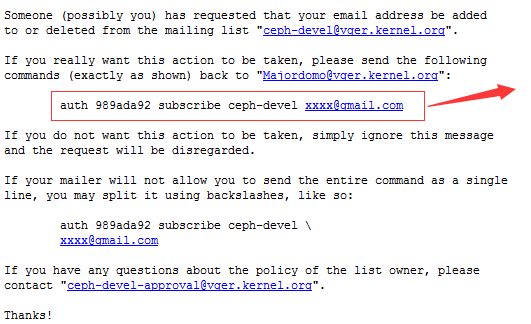 Someone (possibly you) has requested that your email address be added
to or deleted from the mailing list "ceph-devel@vger.kernel.org".
If you really want this action to be taken, please send the following
commands (exactly as shown) back to "Majordomo@vger.kernel.org":
auth 989ada92 subscribe ceph-devel xxxx@gmail.com
If you do not want this action to be taken, simply ignore this message
and the request will be disregarded.
If your mailer will not allow you to send the entire command as a single
line, you may split it using backslashes, like so:
auth 989ada92 subscribe ceph-devel \
xxxx@gmail.com
If you have any questions about the policy of the list owner, please
contact "ceph-devel-approval@vger.kernel.org".
Thanks!